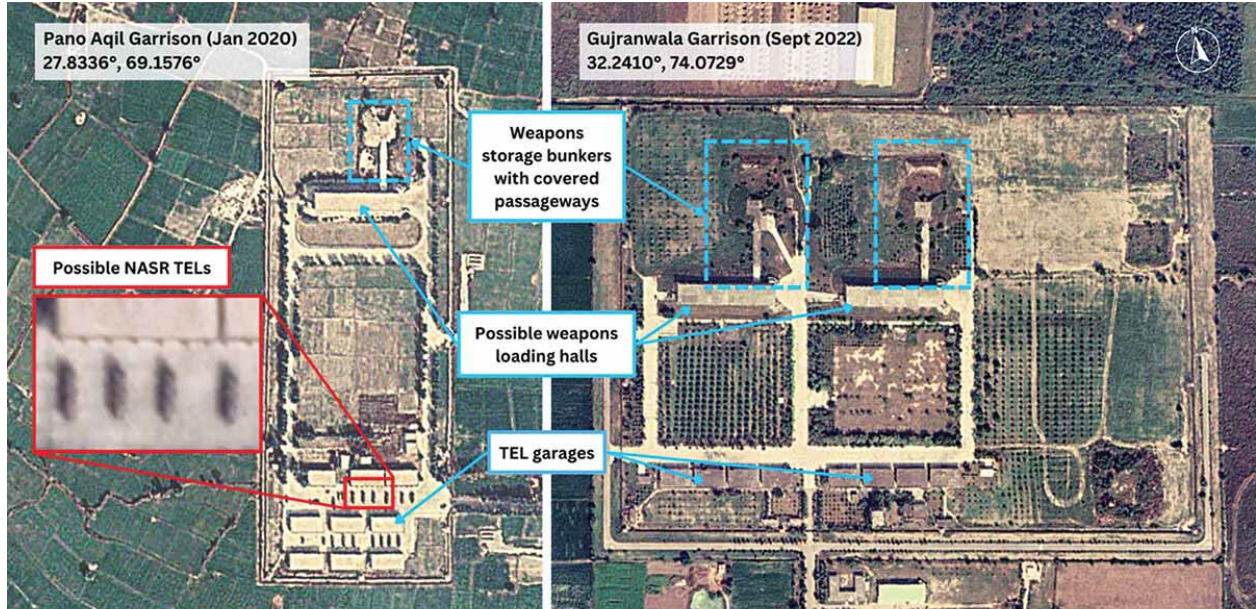 Pano Aqil Garrison (Jan 2020)
27.8336°, 69.1576°
Gujranwala Garrison (Sept 2022)
32.2410°, 74.0729°
N
Weapons
storage bunkers
with covered
passageways
Possible NASR TELs
Possible weapons
loading halls
TEL garages